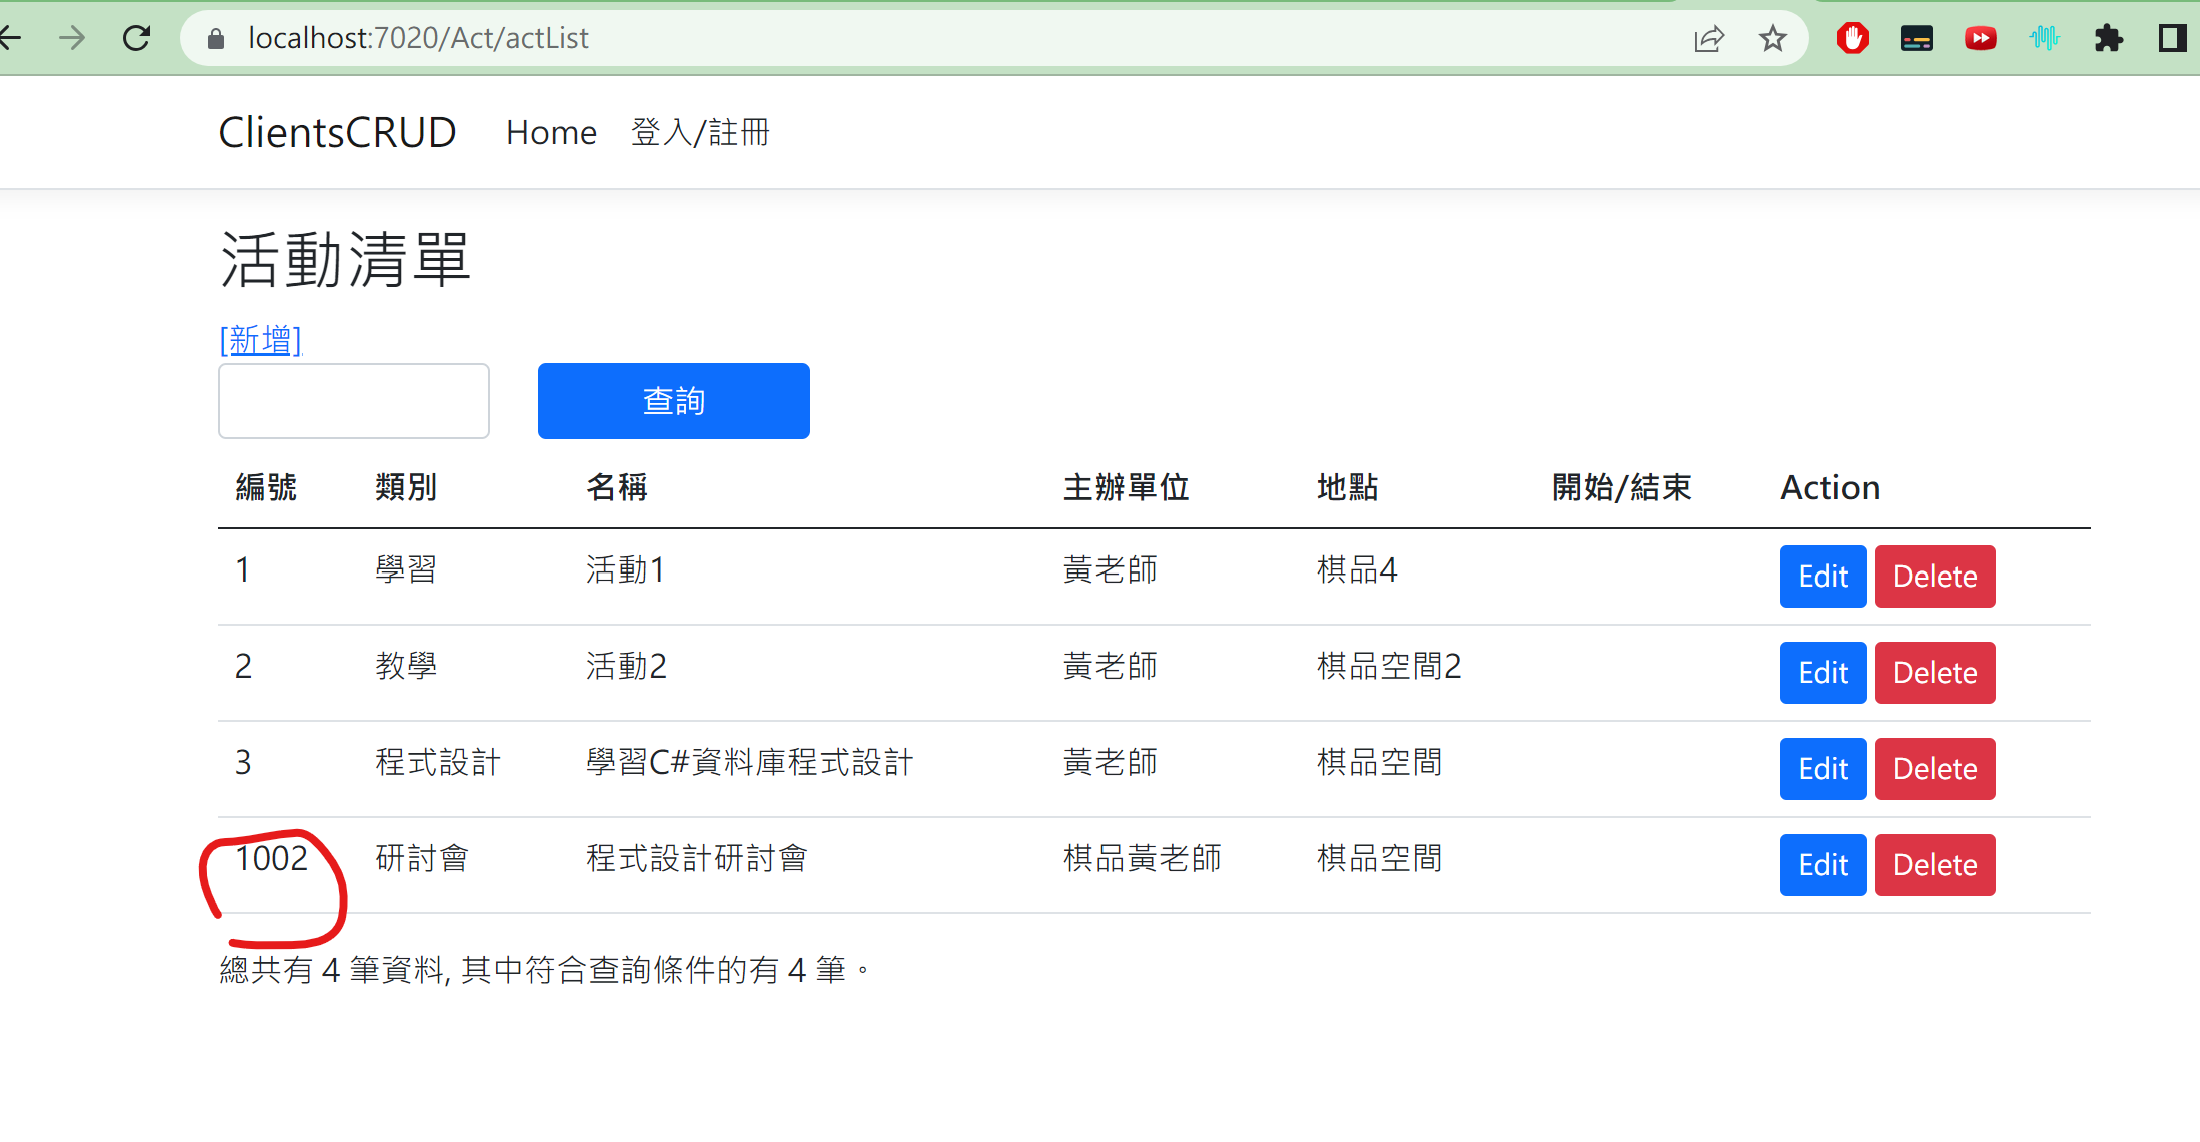 localhost:7020/Act/actList
ClientsCRUD Home 登入/註冊
活動清單
[新增]
查詢
編號 類別 名稱 主辦單位 地點 開始/結束 Action
1 學習 活動1 黃老師 棋品4 Edit Delete
2 教學 活動2 黃老師 棋品空間2 Edit Delete
3 程式設計 學習C#資料庫程式設計 黃老師 棋品空間 Edit Delete
1002 研討會 程式設計研討會 棋品黃老師 棋品空間 Edit Delete
總共有 4 筆資料, 其中符合查詢條件的有 4 筆。